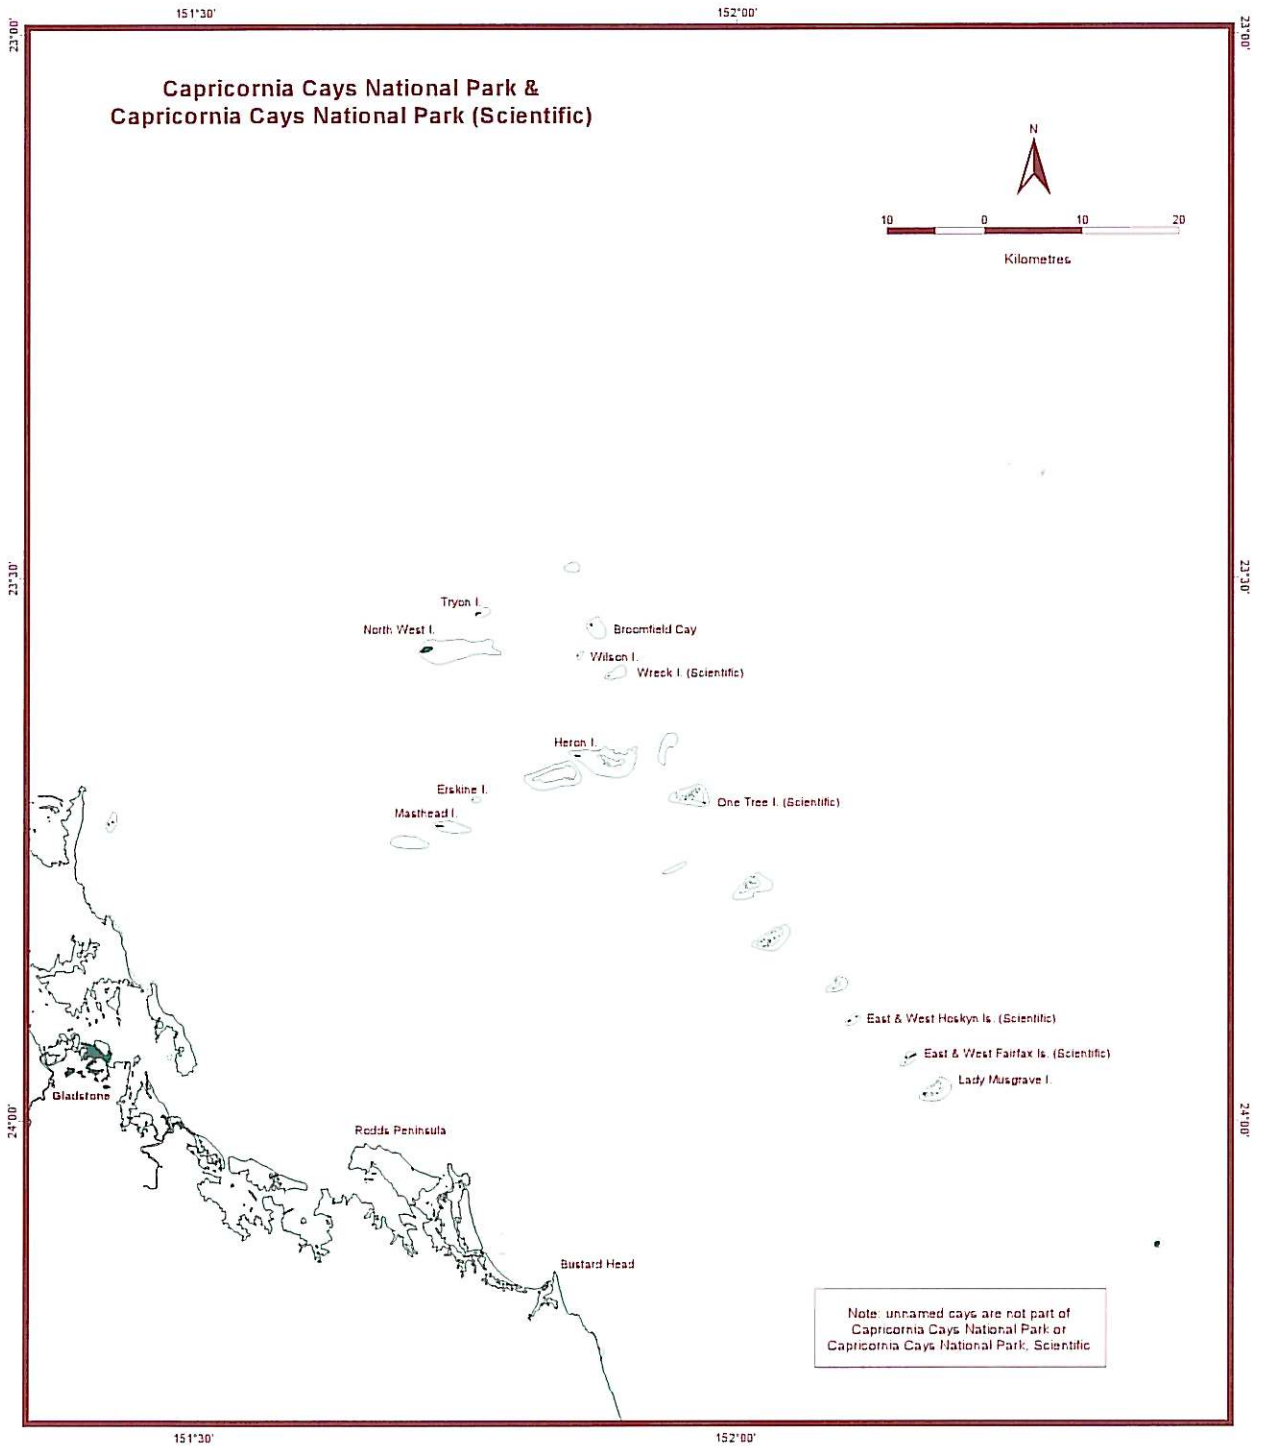 151°30'
152°00'
23°00'
23°00'
Capricornia Cays National Park &
Capricornia Cays National Park (Scientific)
N
10 0 10 20
Kilometres
23°30'
23°30'
Tryon I.
North West I.
Broomfield Cay
Wilson I.
Wreck I. (Scientific)
Heron I.
Erskine I.
One Tree I. (Scientific)
Masthead I.
East & West Hoskyn Is. (Scientific)
East & West Fairfax Is. (Scientific)
Lady Musgrave I.
Gladstone
24°00'
24°00'
Rodds Peninsula
Bustard Head
Note: unnamed cays are not part of
Capricornia Cays National Park or
Capricornia Cays National Park, Scientific
151°30'
152°00'